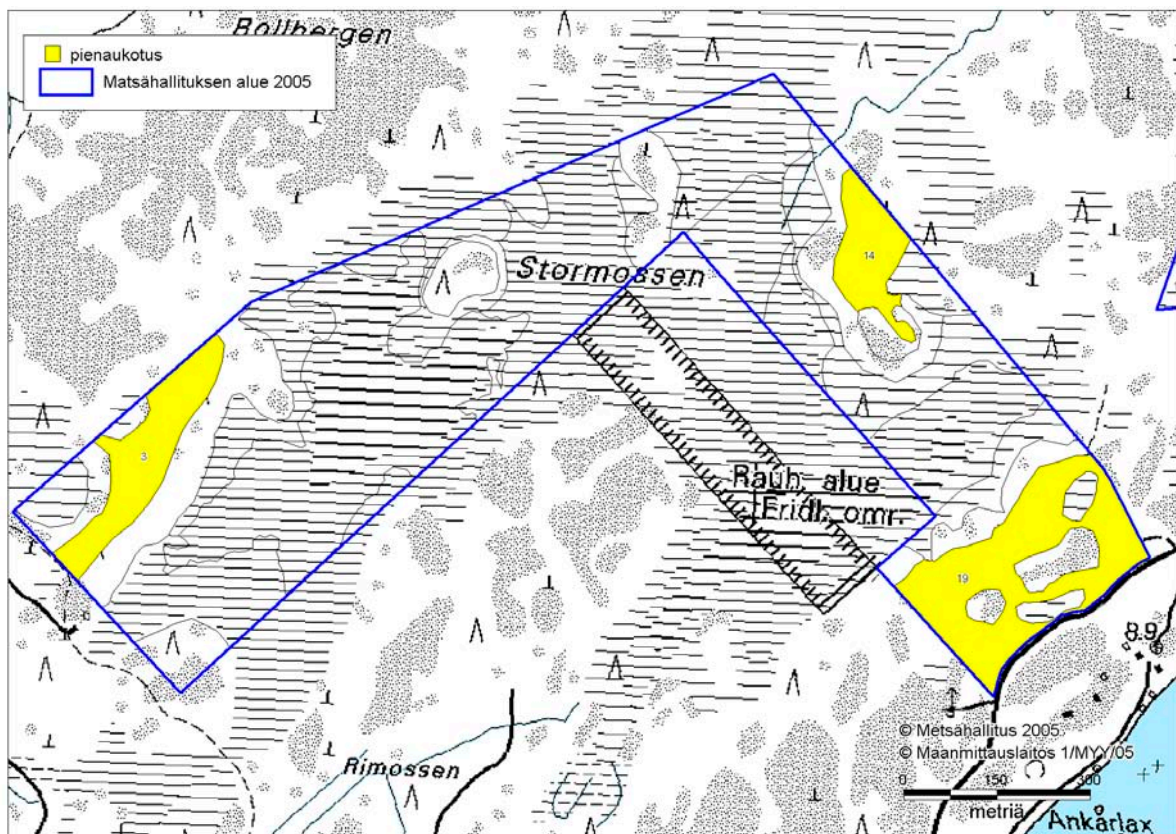 Bollbergen
pienaukotus
Matsähallituksen alue 2005
Stormossen
14
3
Rauh. alue
Fridl. omr.
19
8.9
© Metsähallitus 2005
© Maanmittauslaitos 1/MYY/05
Rimossen
0 150 300
metriä
Ankarlax